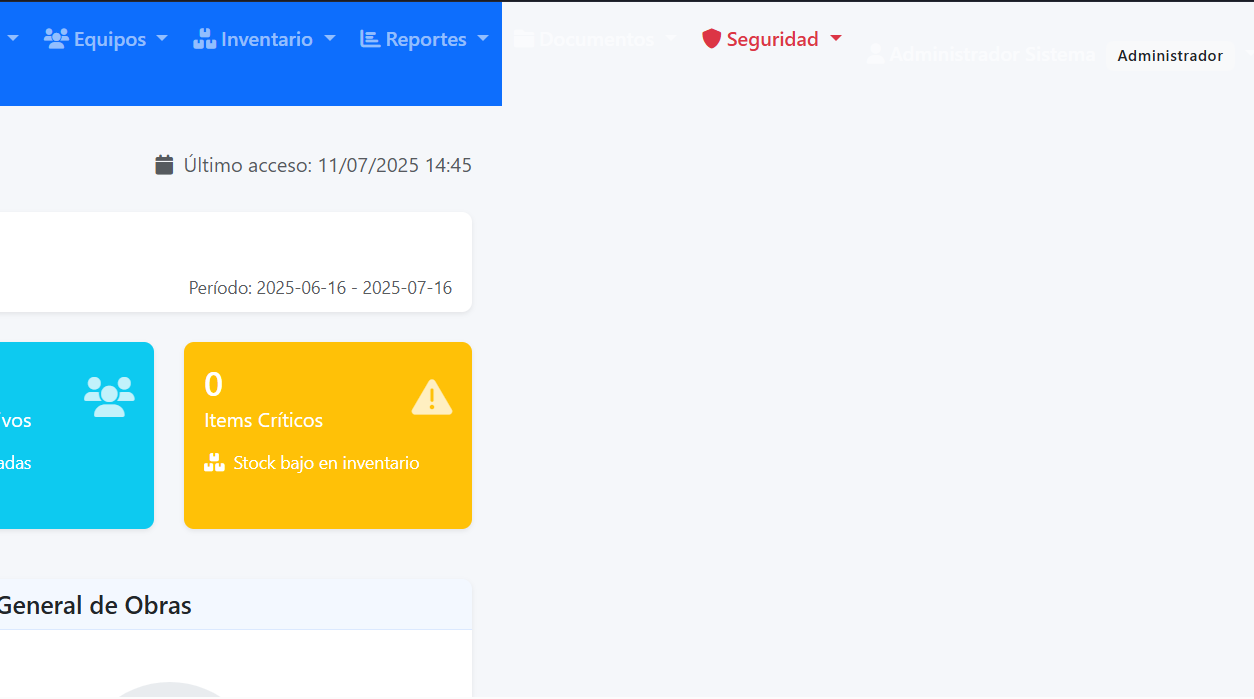 Equipos Inventario Reportes Documentos Seguridad Administrador Sistema Administrador
Último acceso: 11/07/2025 14:45
Período: 2025-06-16 - 2025-07-16
0
vos
Items Críticos
adas
Stock bajo en inventario
General de Obras